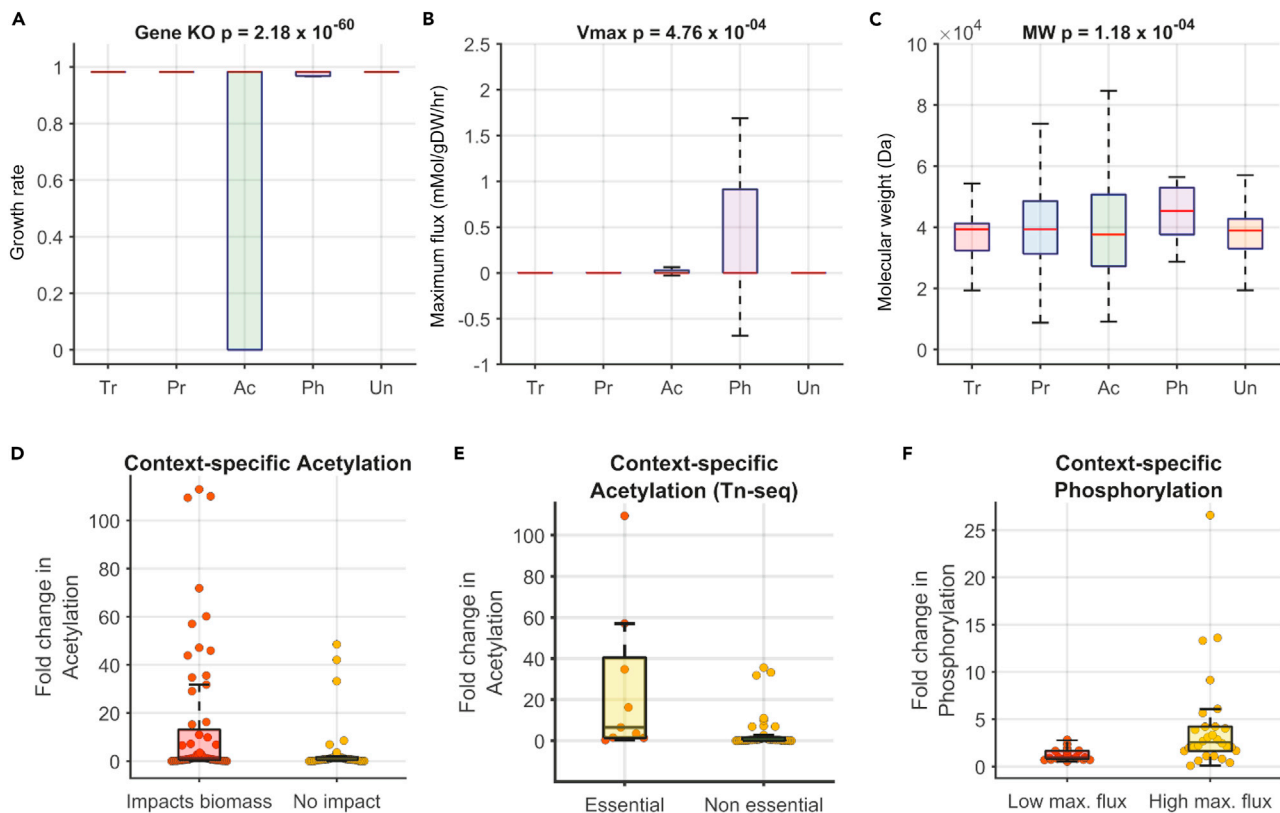 A
Gene KO p = 2.18 x 10^-60
Growth rate
1
0.8
0.6
0.4
0.2
0
Tr Pr Ac Ph Un
B
Vmax p = 4.76 x 10^-04
Maximum flux (mMol/gDW/hr)
2.5
2
1.5
1
0.5
0
-0.5
-1
Tr Pr Ac Ph Un
C
MW p = 1.18 x 10^-04
× 10^4
Molecular weight (Da)
10
8
6
4
2
0
Tr Pr Ac Ph Un
D
Context-specific Acetylation
Fold change in
Acetylation
100
80
60
40
20
0
Impacts biomass No impact
E
Context-specific
Acetylation (Tn-seq)
Fold change in
Acetylation
100
80
60
40
20
0
Essential Non essential
F
Context-specific
Phosphorylation
Fold change in
Phosphorylation
25
20
15
10
5
0
Low max. flux High max. flux